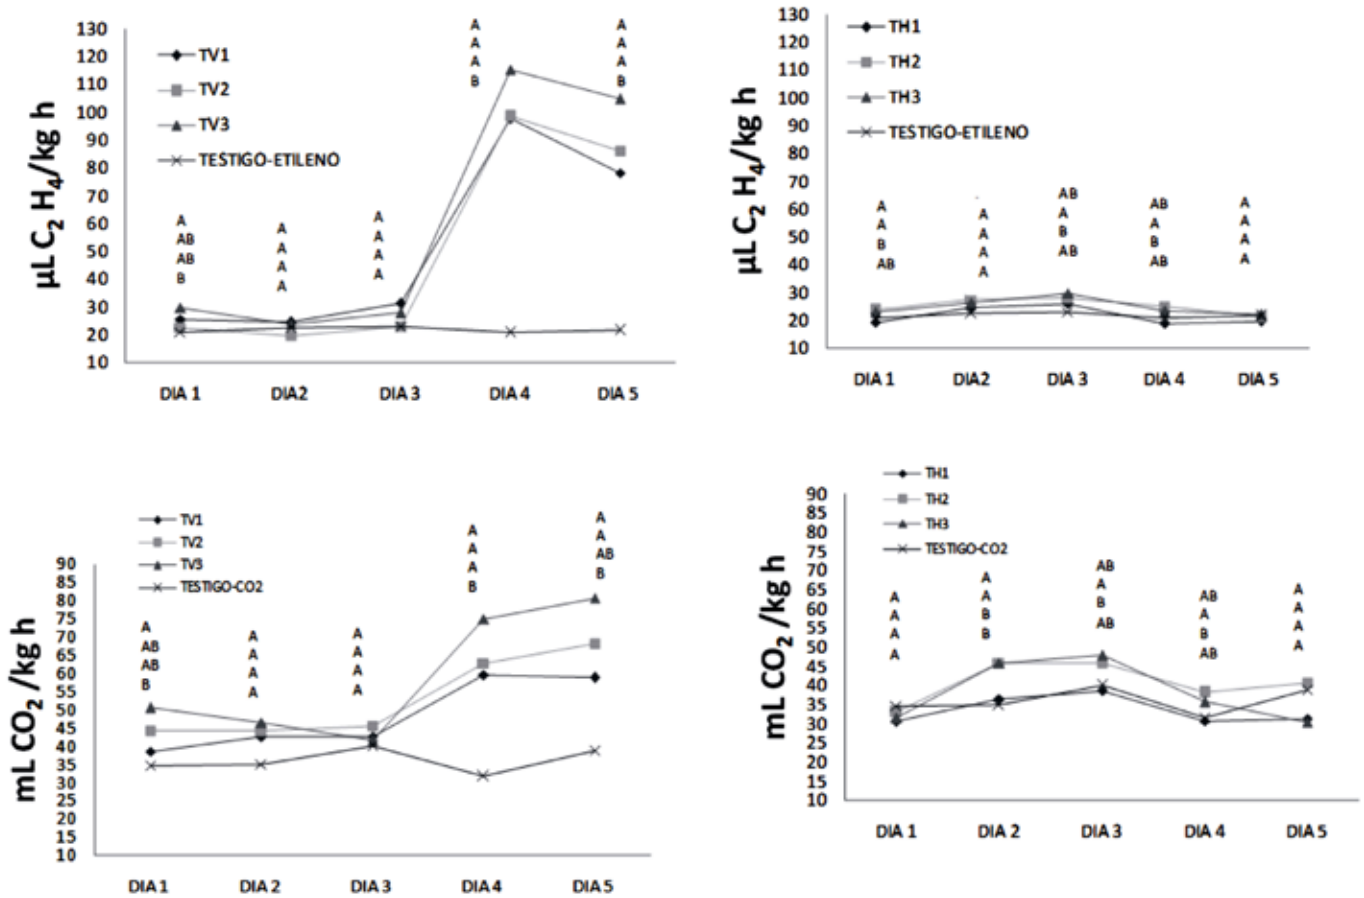 µL C2 H4/kg h
130
120
110
100
90
80
70
60
50
40
30
20
10
TV1
TV2
TV3
TESTIGO-ETILENO
A
AB
AB
B
A
A
A
A
A
A
A
A
A
A
A
B
A
A
A
B
DIA 1
DIA2
DIA 3
DIA 4
DIA 5
µL C2 H4/kg h
130
120
110
100
90
80
70
60
50
40
30
20
10
TH1
TH2
TH3
TESTIGO-ETILENO
A
A
B
AB
A
A
A
A
AB
A
B
AB
AB
A
B
AB
A
A
A
A
DIA 1
DIA2
DIA 3
DIA 4
DIA 5
mL CO2 /kg h
90
85
80
75
70
65
60
55
50
45
40
35
30
25
20
15
10
TV1
TV2
TV3
TESTIGO-CO2
A
AB
AB
B
A
A
A
A
A
A
A
A
A
A
A
B
A
A
AB
B
DIA 1
DIA 2
DIA 3
DIA 4
DIA 5
mL CO2 /kg h
90
85
80
75
70
65
60
55
50
45
40
35
30
25
20
15
10
TH1
TH2
TH3
TESTIGO-CO2
A
A
A
A
A
A
B
B
AB
A
B
AB
AB
A
B
AB
A
A
A
A
DIA 1
DIA 2
DIA 3
DIA 4
DIA 5